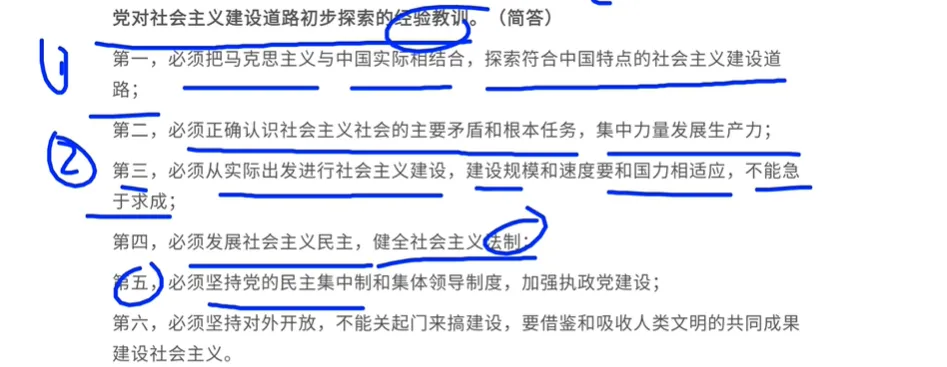 党对社会主义建设道路初步探索的经验教训。（简答）
第一，必须把马克思主义与中国实际相结合，探索符合中国特点的社会主义建设道
路；
第二，必须正确认识社会主义社会的主要矛盾和根本任务，集中力量发展生产力；
②
第三，必须从实际出发进行社会主义建设，建设规模和速度要和国力相适应，不能急
于求成；
第四，必须发展社会主义民主，健全社会主义法制；
第五，必须坚持党的民主集中制和集体领导制度，加强执政党建设；
第六，必须坚持对外开放，不能关起门来搞建设，要借鉴和吸收人类文明的共同成果
建设社会主义。